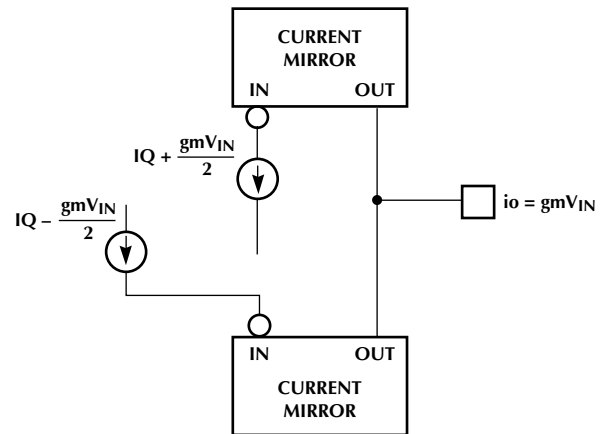 CURRENT
MIRROR
IN OUT
IQ + gmVIN
2
IQ – gmVIN
2
io = gmVIN
IN OUT
CURRENT
MIRROR